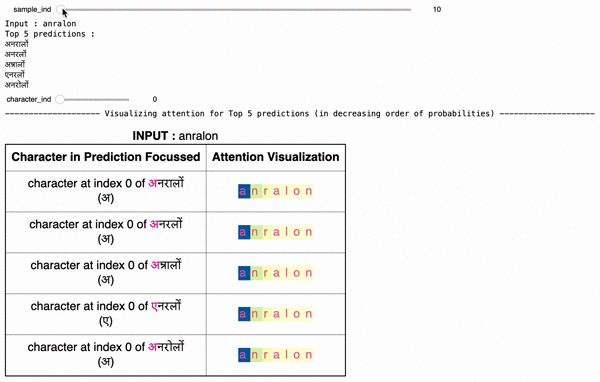 sample_ind 10
Input : anralon
Top 5 predictions :
अनरालों
अनरलों
अन्रालों
एनरलों
अनरोलों
character_ind 0
-------------------- Visualizing attention for Top 5 predictions (in decreasing order of probabilities) --------------------
INPUT : anralon
Character in Prediction Focussed Attention Visualization
character at index 0 of अनरालों
(अ)
a n r a l o n
character at index 0 of अनरलों
(अ)
a n r a l o n
character at index 0 of अन्रालों
(अ)
a n r a l o n
character at index 0 of एनरलों
(ए)
a n r a l o n
character at index 0 of अनरोलों
(अ)
a n r a l o n